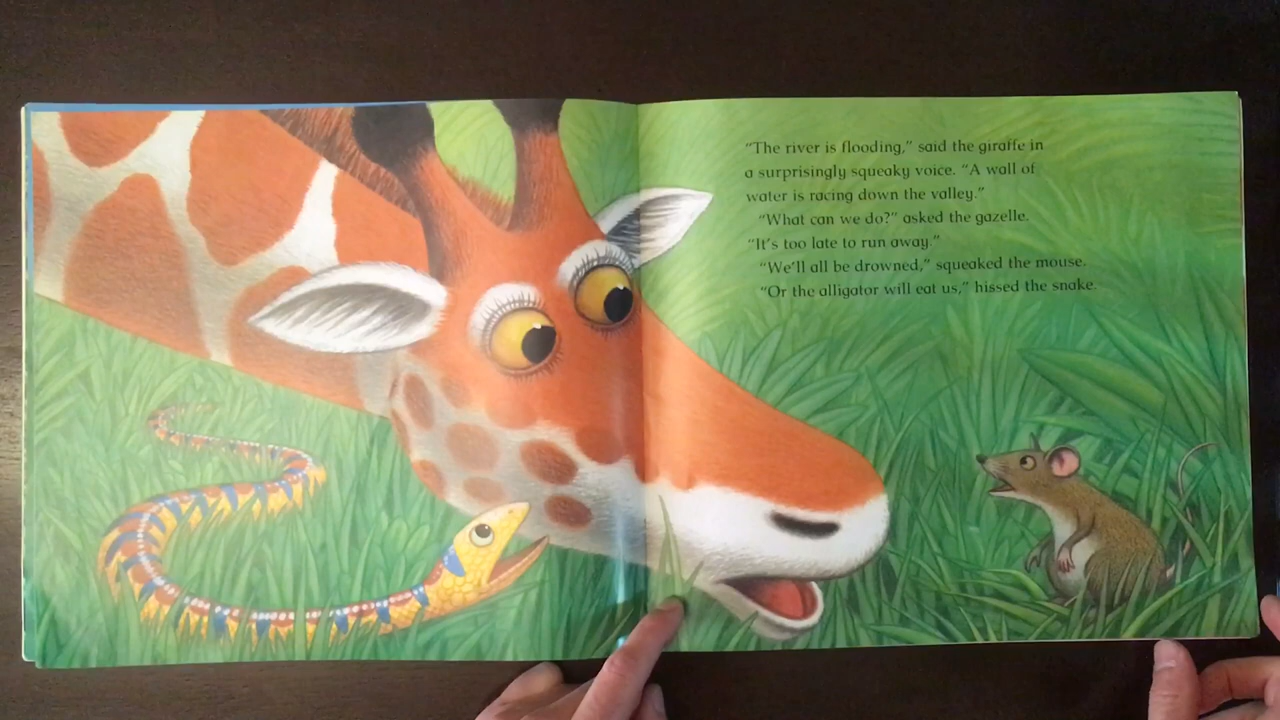 “The river is flooding,” said the giraffe in
a surprisingly squeaky voice. “A wall of
water is racing down the valley.”
“What can we do?” asked the gazelle.
“It’s too late to run away.”
“We’ll all be drowned,” squeaked the mouse.
“Or the alligator will eat us,” hissed the snake.